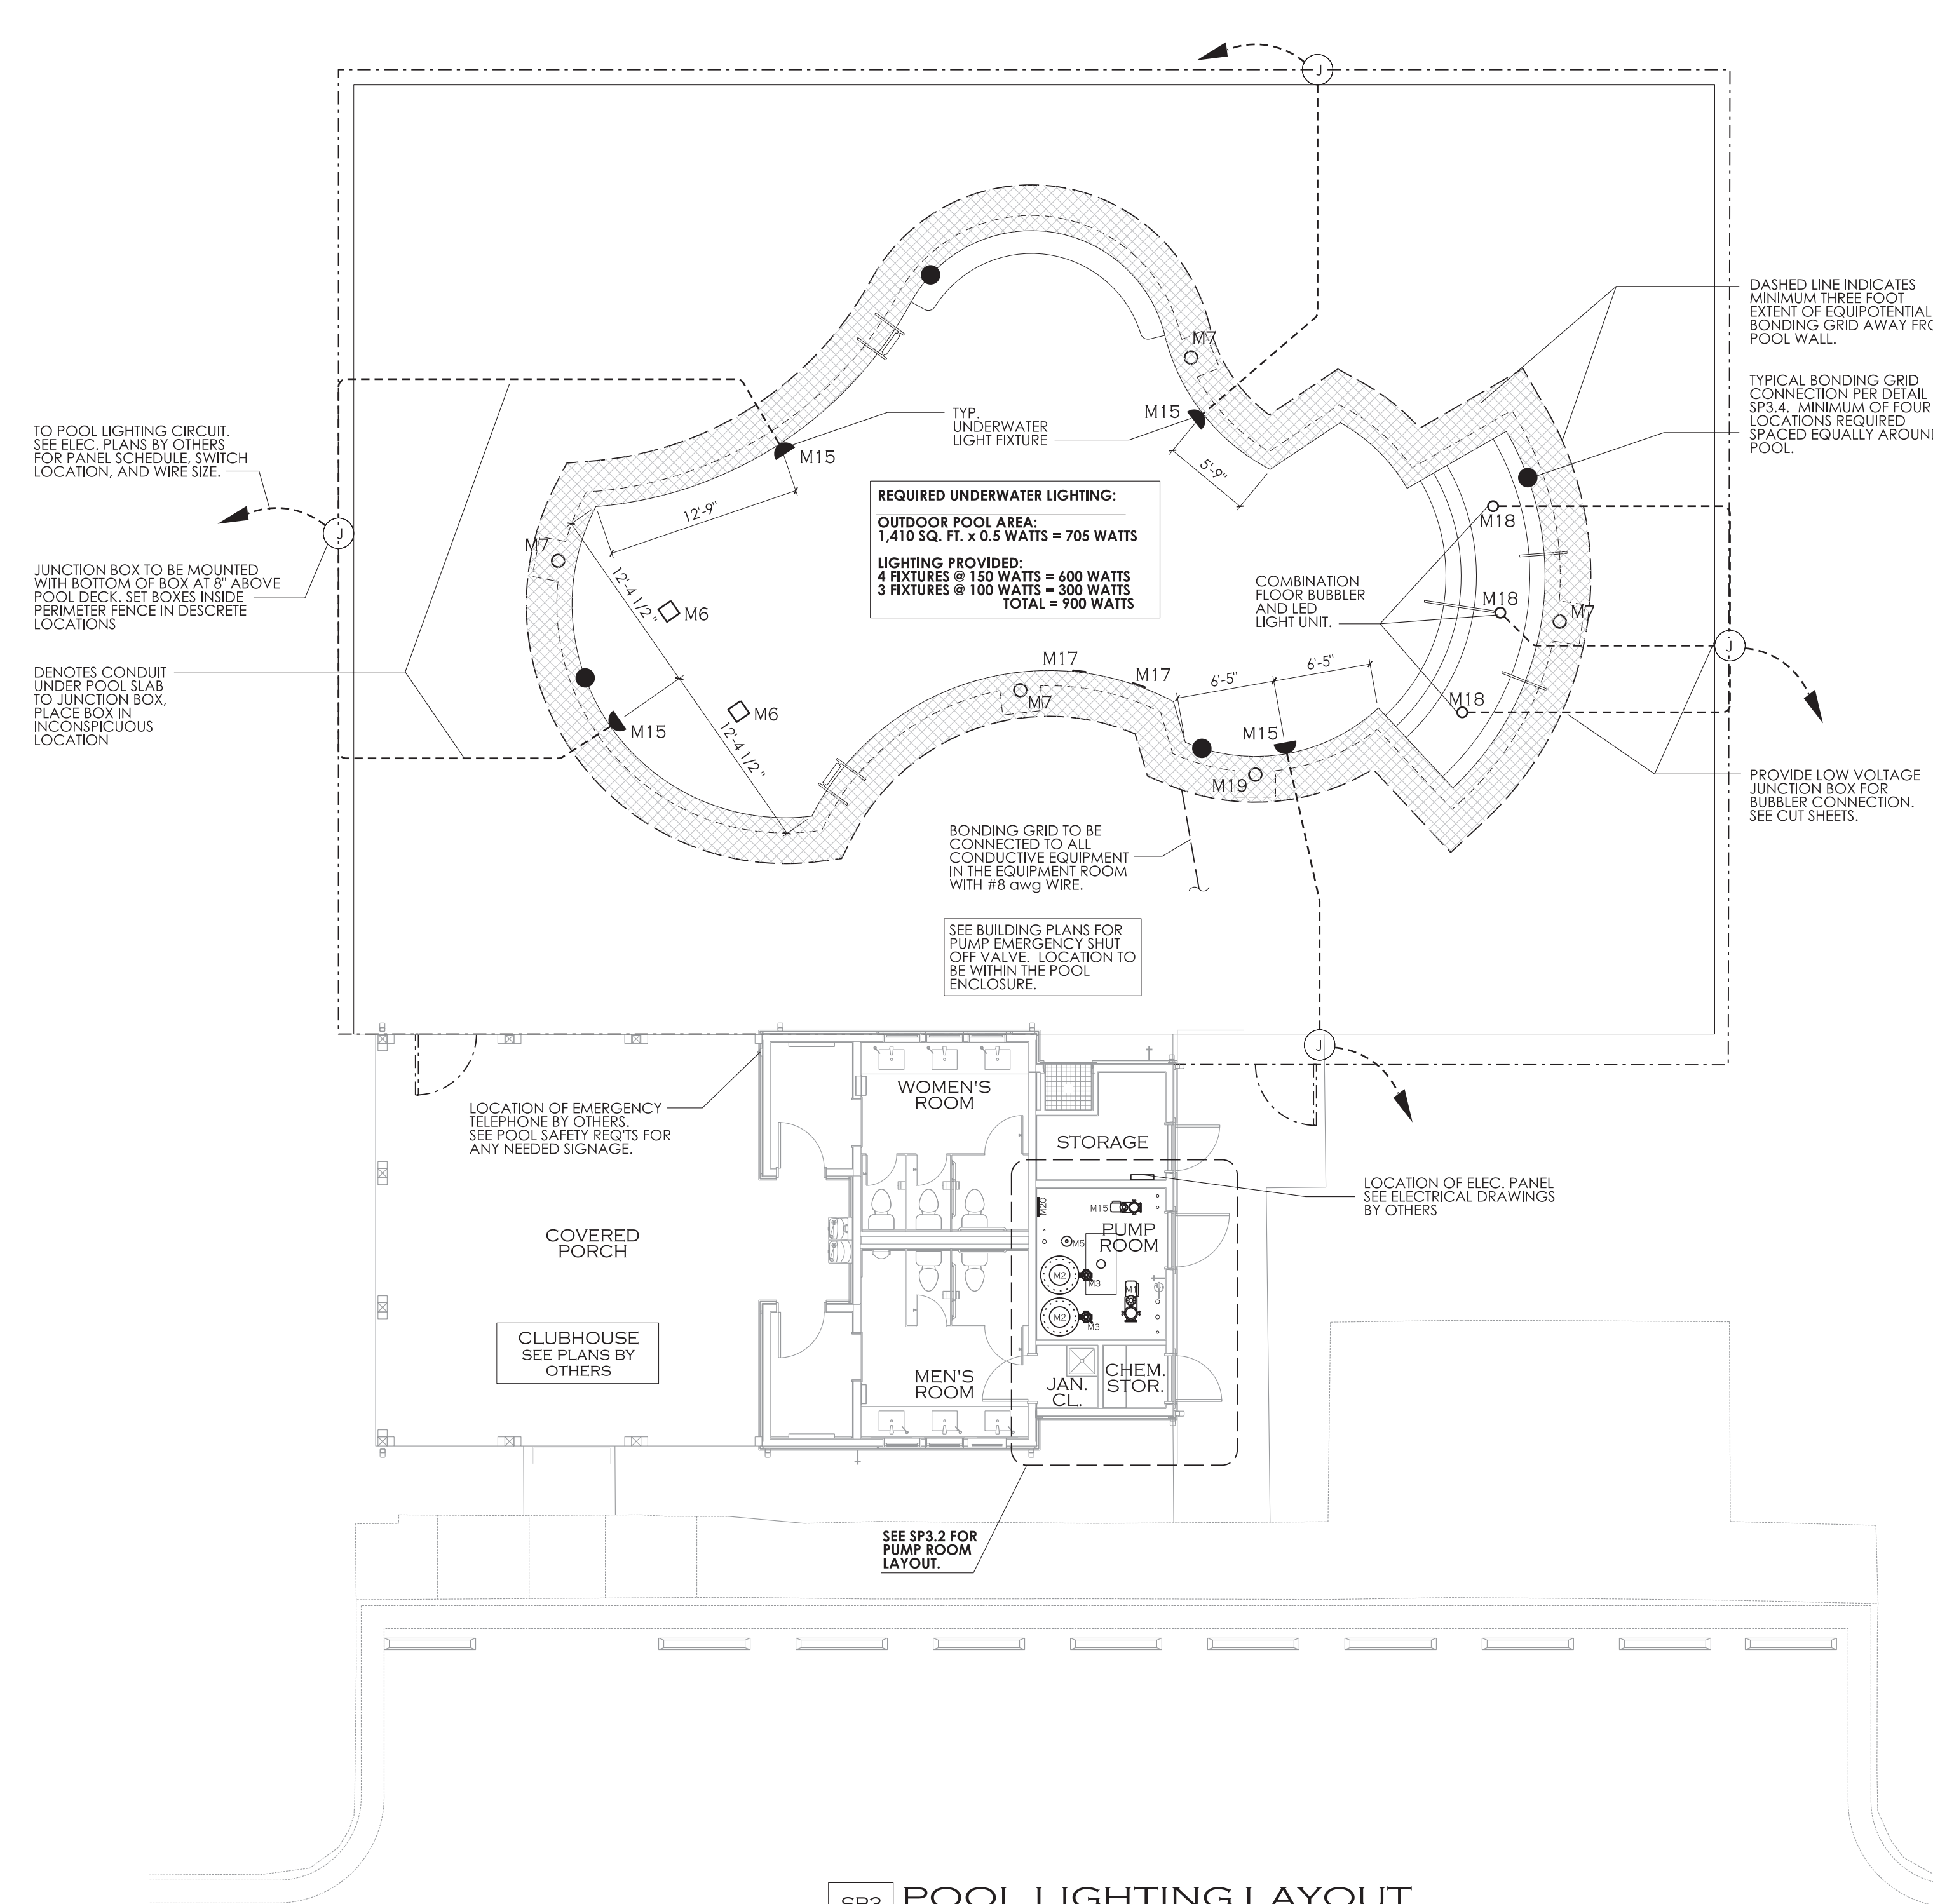 J
DASHED LINE INDICATES
MINIMUM THREE FOOT
EXTENT OF EQUIPOTENTIAL
BONDING GRID AWAY
POOL WALL.
TYPICAL BONDING GRID
CONNECTION PER DETAIL
SP3.4. MINIMUM OF FOUR
LOCATIONS REQUIRED
SPACED EQUALLY
POOL.
TO POOL LIGHTING CIRCUIT.
SEE ELEC. PLANS BY OTHERS
FOR PANEL SCHEDULE, SWITCH
LOCATION, AND WIRE SIZE.
J
JUNCTION BOX TO BE MOUNTED
WITH BOTTOM OF BOX AT 8" ABOVE
POOL DECK. SET BOXES INSIDE
PERIMETER FENCE IN DESCRETE
LOCATIONS
DENOTES CONDUIT
UNDER POOL SLAB
TO JUNCTION BOX,
PLACE BOX IN
INCONSPICUOUS
LOCATION
M7
M15
TYP.
UNDERWATER
LIGHT FIXTURE
M15
5'-9"
12'-9"
REQUIRED UNDERWATER LIGHTING:
OUTDOOR POOL AREA:
1,410 SQ. FT. x 0.5 WATTS = 705 WATTS
LIGHTING PROVIDED:
4 FIXTURES @ 150 WATTS = 600 WATTS
3 FIXTURES @ 100 WATTS = 300 WATTS
TOTAL = 900 WATTS
M7
12'-4 1/2"
M6
M6
12'-4 1/2"
M15
COMBINATION
FLOOR BUBBLER
AND LED
LIGHT UNIT.
M18
M18
M18
M7
J
M17
M17
M7
6'-5"
6'-5"
M15
M19
PROVIDE LOW VOLTAGE
JUNCTION BOX FOR
BUBBLER CONNECTION.
SEE CUT SHEETS.
BONDING GRID TO BE
CONNECTED TO ALL
CONDUCTIVE EQUIPMENT
IN THE EQUIPMENT ROOM
WITH #8 awg WIRE.
SEE BUILDING PLANS FOR
PUMP EMERGENCY SHUT
OFF VALVE. LOCATION TO
BE WITHIN THE POOL
ENCLOSURE.
J
LOCATION OF EMERGENCY
TELEPHONE BY OTHERS.
SEE POOL SAFETY REQ'TS FOR
ANY NEEDED SIGNAGE.
WOMEN'S
ROOM
STORAGE
LOCATION OF ELEC. PANEL
SEE ELECTRICAL DRAWINGS
BY OTHERS
M20
M15
PUMP
ROOM
M5
M2
M3
M1
M2
M3
COVERED
PORCH
CLUBHOUSE
SEE PLANS BY
OTHERS
MEN'S
ROOM
JAN.
CL.
CHEM.
STOR.
SEE SP3.2 FOR
PUMP ROOM
LAYOUT.
SP3
POOL LIGHTING LAYOUT